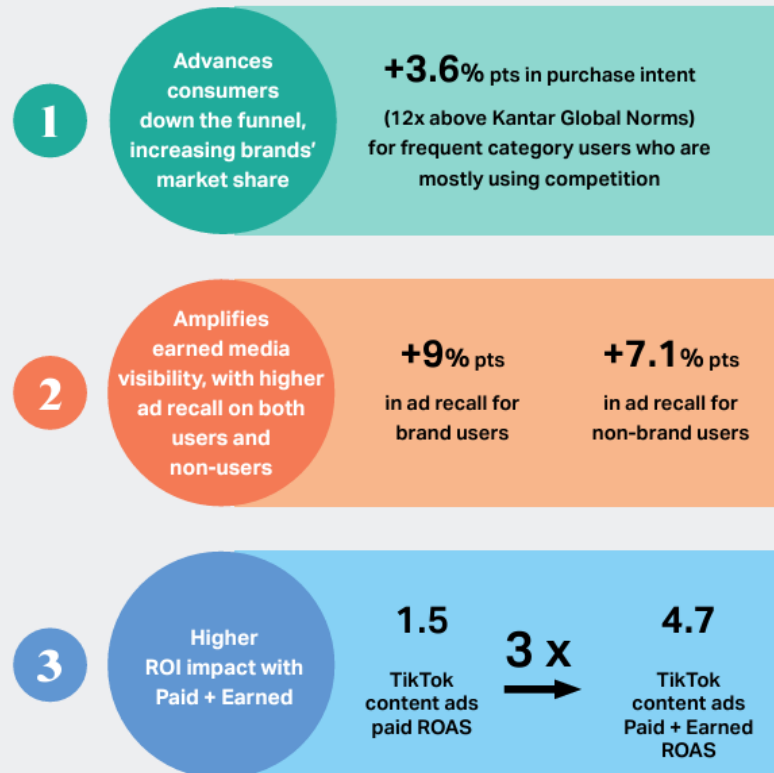 1
Advances
consumers
down the funnel,
increasing brands’
market share
+3.6% pts in purchase intent
(12x above Kantar Global Norms)
for frequent category users who are
mostly using competition
2
Amplifies
earned media
visibility, with higher
ad recall on both
users and
non-users
+9% pts
in ad recall for
brand users
+7.1% pts
in ad recall for
non-brand users
3
Higher
ROI impact with
Paid + Earned
1.5
TikTok
content ads
paid ROAS
3 x
4.7
TikTok
content ads
Paid + Earned
ROAS